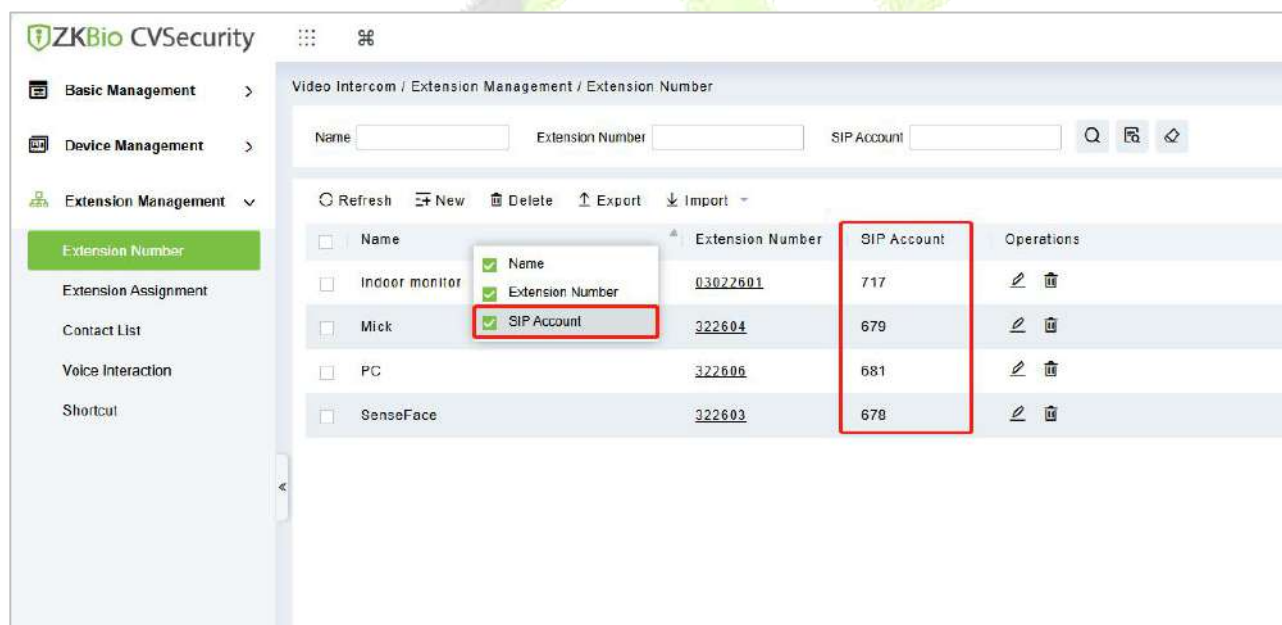 ZKBio CVSecurity
Basic Management
Device Management
Extension Management
Extension Number
Extension Assignment
Contact List
Voice Interaction
Shortcut
Video Intercom / Extension Management / Extension Number
Name Extension Number SIP Account
Refresh New Delete Export Import
Name Extension Number SIP Account Operations
Name
Extension Number
SIP Account
Indoor monitor 03022601 717
Mick 322604 679
PC 322606 681
SenseFace 322603 678